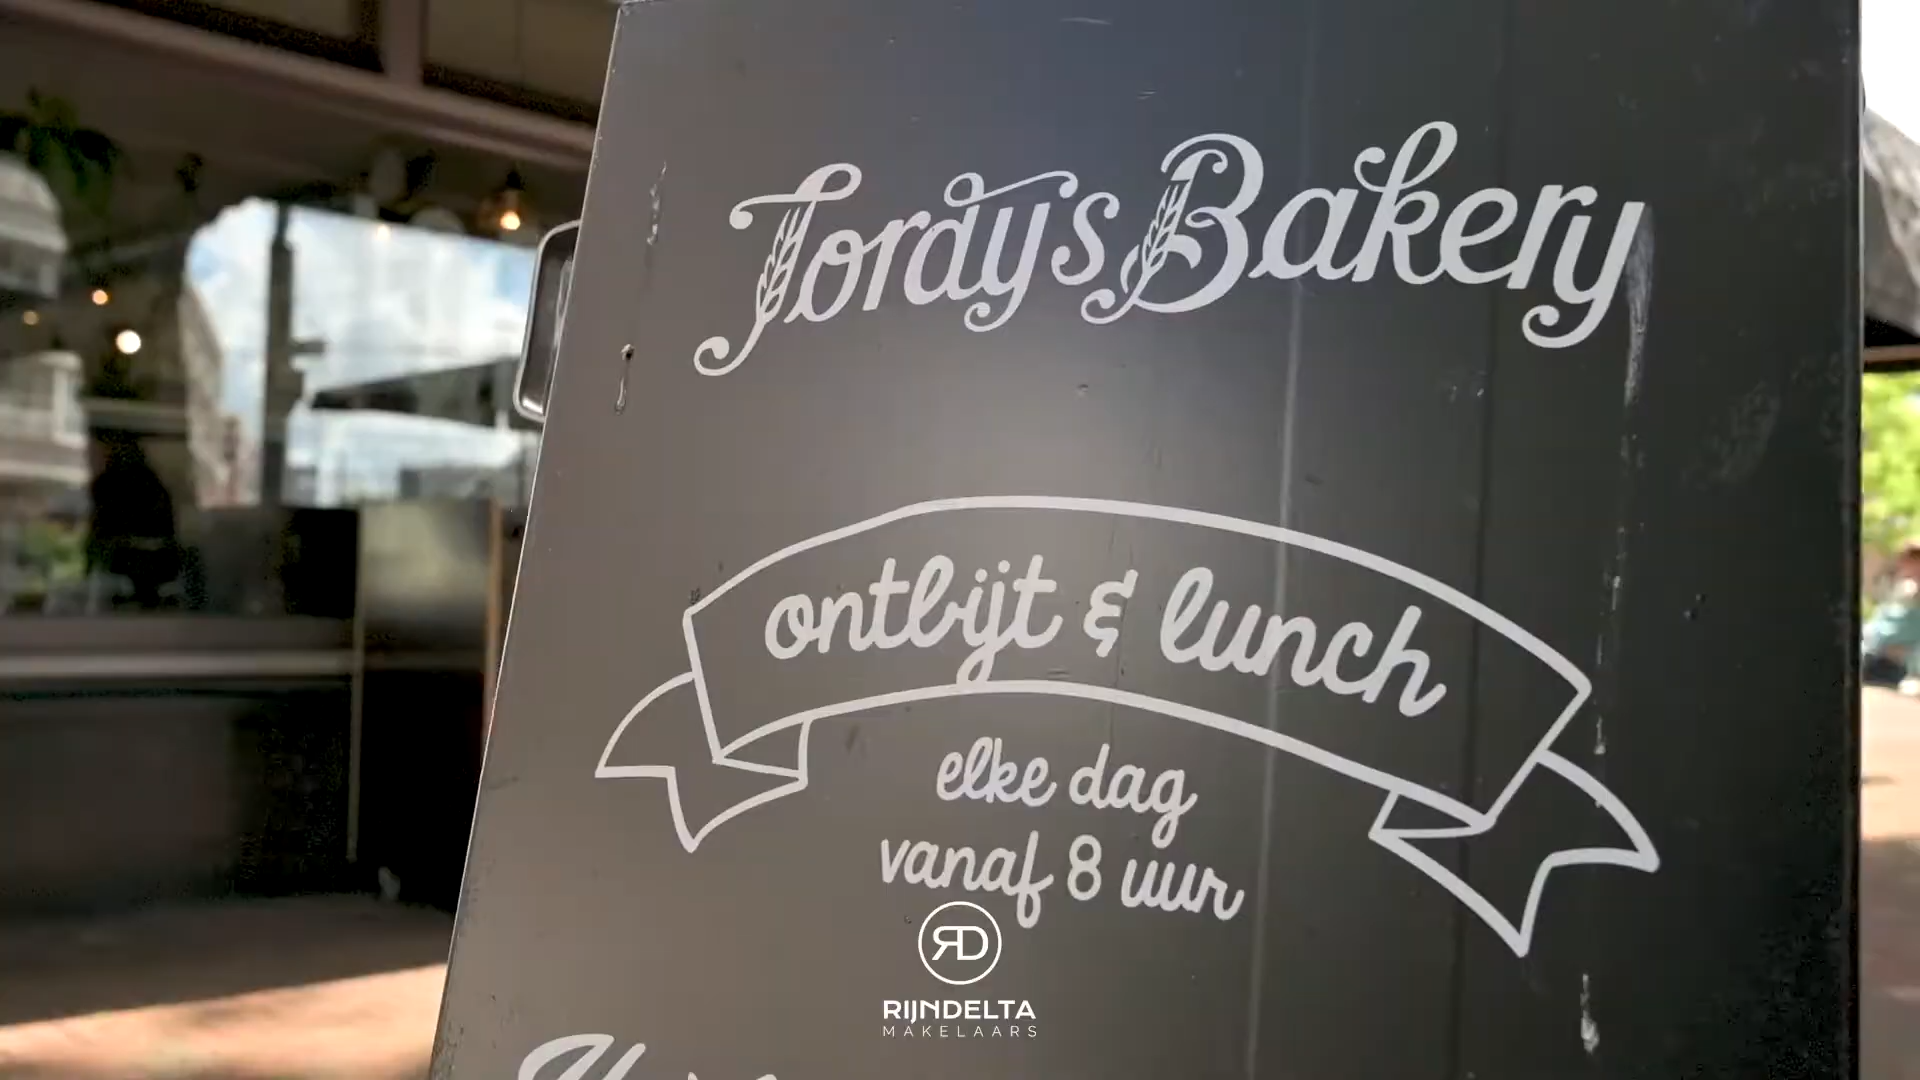 Jordy's Bakery
ontbijt & lunch
elke dag
vanaf 8 uur
RD
RIJNDELTA
MAKELAARS